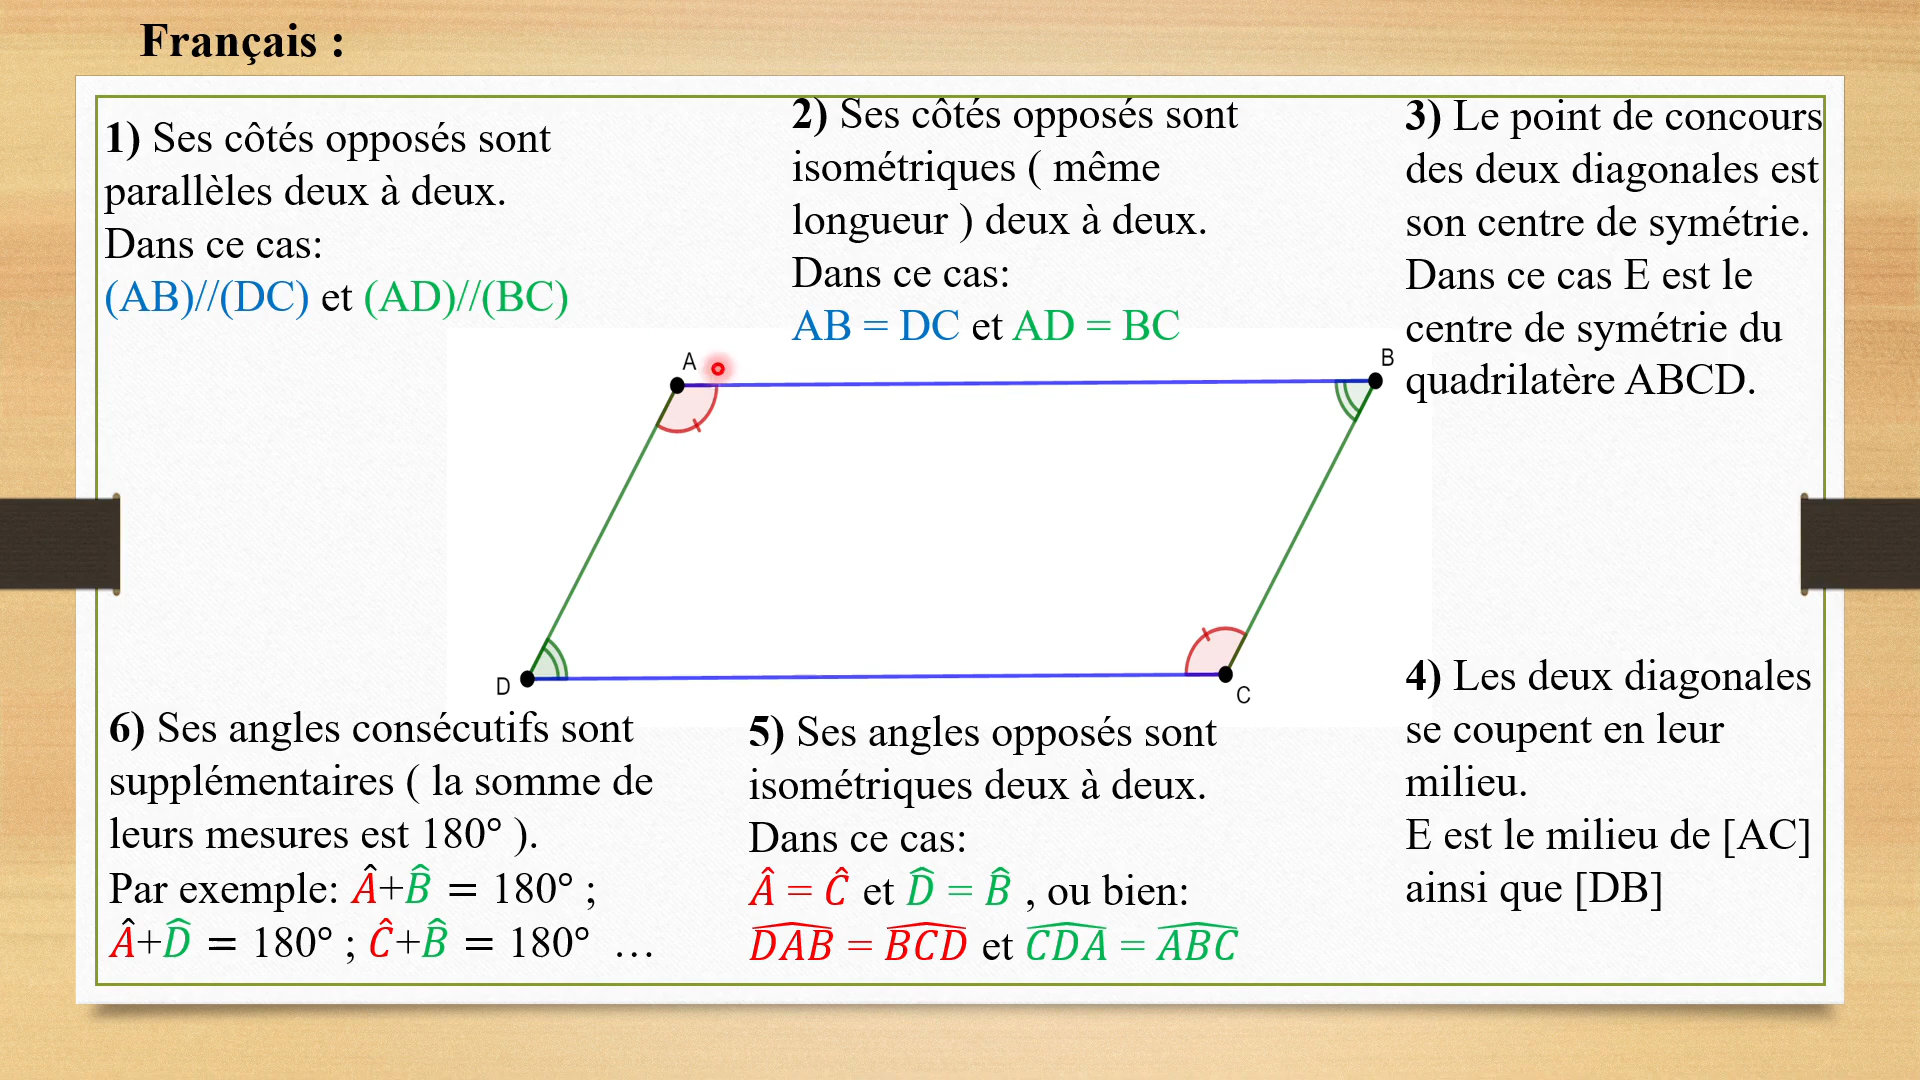 Français :
1) Ses côtés opposés sont
parallèles deux à deux.
Dans ce cas:
(AB)//(DC) et (AD)//(BC)
2) Ses côtés opposés sont
isométriques ( même
longueur ) deux à deux.
Dans ce cas:
AB = DC et AD = BC
3) Le point de concours
des deux diagonales est
son centre de symétrie.
Dans ce cas E est le
centre de symétrie du
quadrilatère ABCD.
A
B
D
C
4) Les deux diagonales
se coupent en leur
milieu.
E est le milieu de [AC]
ainsi que [DB]
5) Ses angles opposés sont
isométriques deux à deux.
Dans ce cas:
Â = Ĉ et D̂ = B̂ , ou bien:
D͡AB = B͡CD et C͡DA = A͡BC
6) Ses angles consécutifs sont
supplémentaires ( la somme de
leurs mesures est 180° ).
Par exemple: Â+B̂ = 180° ;
Â+D̂ = 180° ; Ĉ+B̂ = 180° …